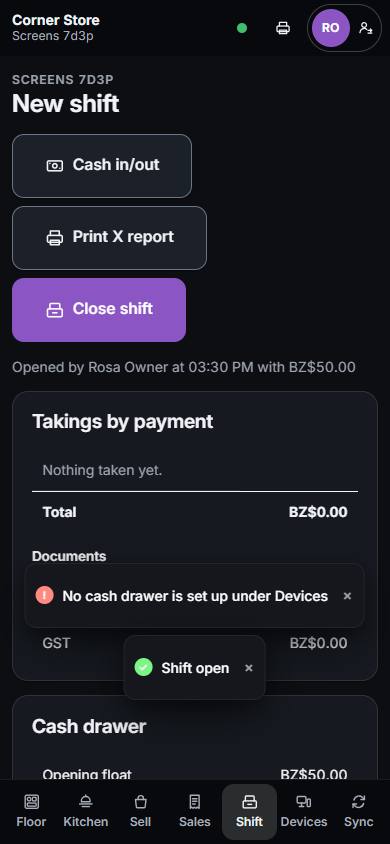 Corner Store
Screens 7d3p
RO
SCREENS 7D3P
New shift
Cash in/out
Print X report
Close shift
Opened by Rosa Owner at 03:30 PM with BZ$50.00
Takings by payment
Nothing taken yet.
Total BZ$0.00
Documents
No cash drawer is set up under Devices ×
GST BZ$0.00
Shift open ×
Cash drawer
Opening float BZ$50.00
Floor Kitchen Sell Sales Shift Devices Sync